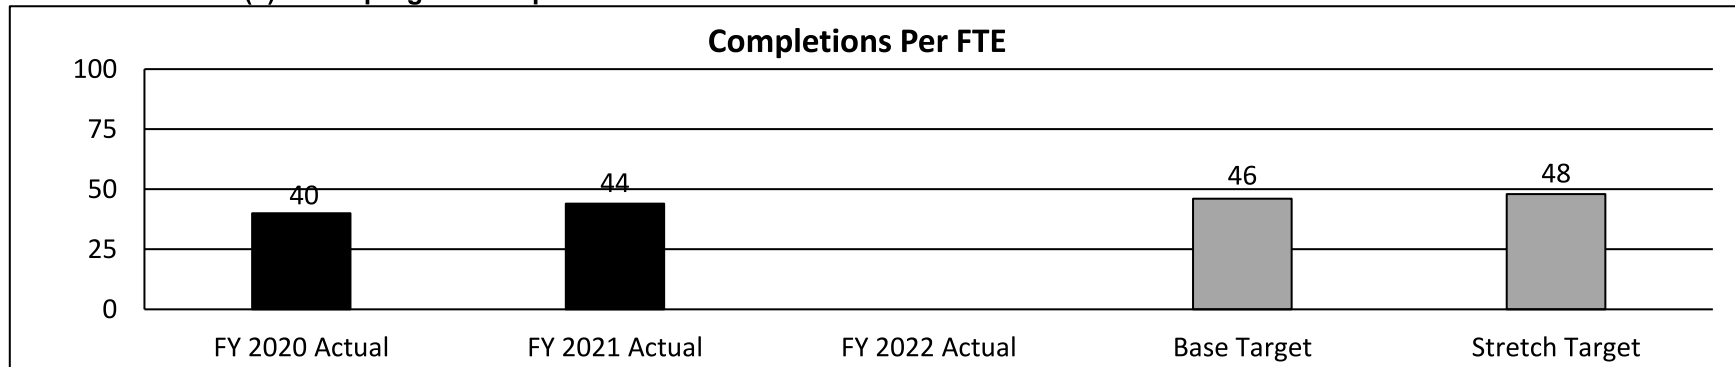 Completions Per FTE
100
75
50
25
0
40
44
46
48
FY 2020 Actual
FY 2021 Actual
FY 2022 Actual
Base Target
Stretch Target